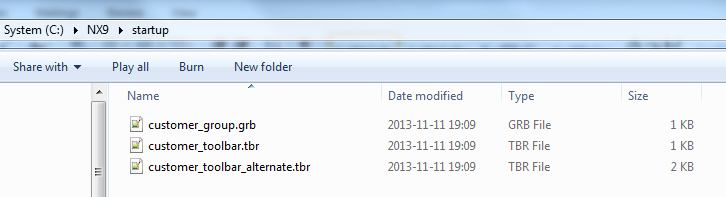 System (C:) ▸ NX9 ▸ startup
Share with ▼ Play all Burn New folder
Name Date modified Type Size
customer_group.grb 2013-11-11 19:09 GRB File 1 KB
customer_toolbar.tbr 2013-11-11 19:09 TBR File 1 KB
customer_toolbar_alternate.tbr 2013-11-11 19:09 TBR File 2 KB